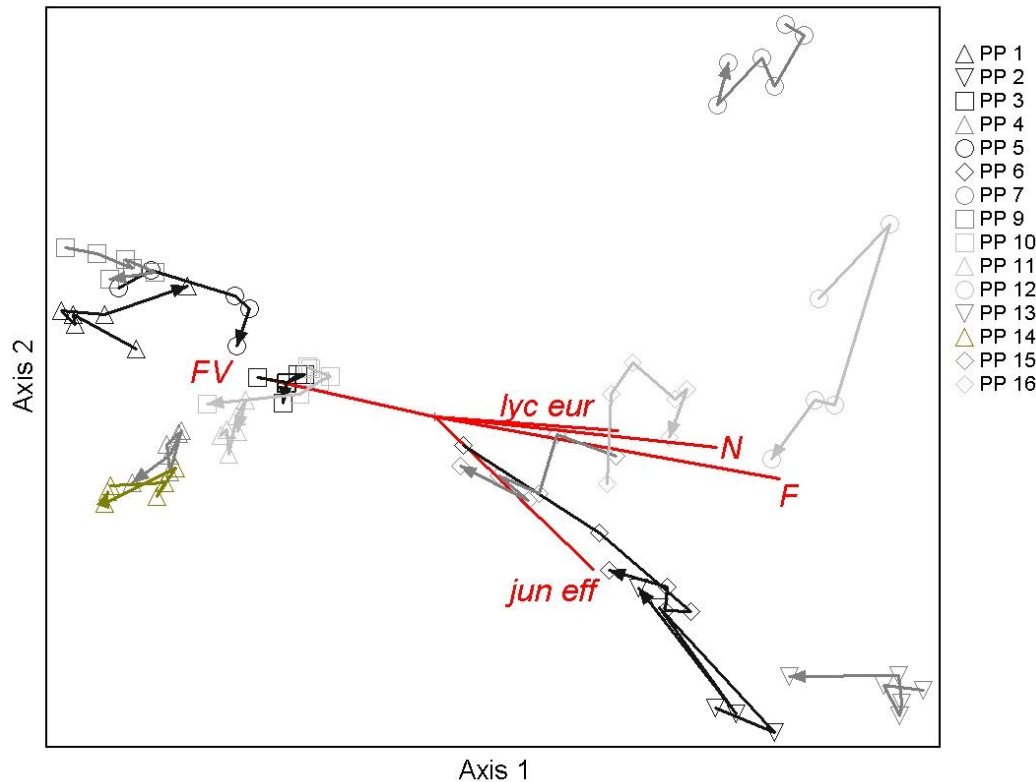 PP 1
PP 2
PP 3
PP 4
PP 5
PP 6
PP 7
PP 9
PP 10
PP 11
PP 12
PP 13
PP 14
PP 15
PP 16
FV
lyc eur
N
F
jun eff
Axis 2
Axis 1